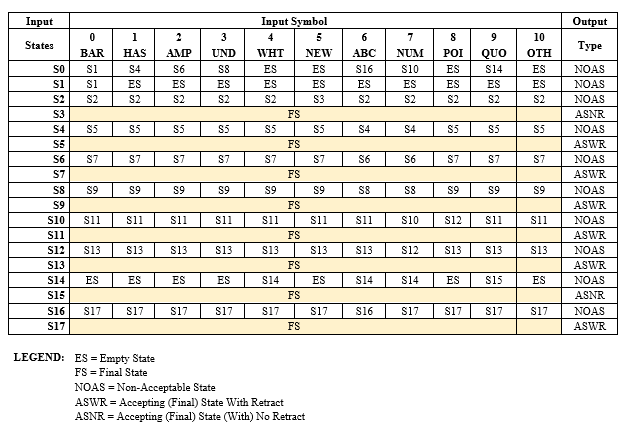 Input Input Symbol Output
States 0 1 2 3 4 5 6 7 8 9 10 Type
BAR HAS AMP UND WHT NEW ABC NUM POI QUO OTH
S0 S1 S4 S6 S8 ES ES S16 S10 ES S14 ES NOAS
S1 S1 ES ES ES ES ES ES ES ES ES ES NOAS
S2 S2 S2 S2 S2 S2 S3 S2 S2 S2 S2 S2 NOAS
S3 FS ASNR
S4 S5 S5 S5 S5 S5 S5 S4 S4 S5 S5 S5 NOAS
S5 FS ASWR
S6 S7 S7 S7 S7 S7 S7 S6 S6 S7 S7 S7 NOAS
S7 FS ASWR
S8 S9 S9 S9 S9 S9 S9 S8 S8 S9 S9 S9 NOAS
S9 FS ASWR
S10 S11 S11 S11 S11 S11 S11 S11 S10 S12 S11 S11 NOAS
S11 FS ASWR
S12 S13 S13 S13 S13 S13 S13 S13 S12 S13 S13 S13 NOAS
S13 FS ASWR
S14 ES ES ES ES S14 ES S14 S14 ES S15 ES NOAS
S15 FS ASNR
S16 S17 S17 S17 S17 S17 S17 S16 S17 S17 S17 S17 NOAS
S17 FS ASWR
LEGEND: ES = Empty State
FS = Final State
NOAS = Non-Acceptable State
ASWR = Accepting (Final) State With Retract
ASNR = Accepting (Final) State (With) No Retract